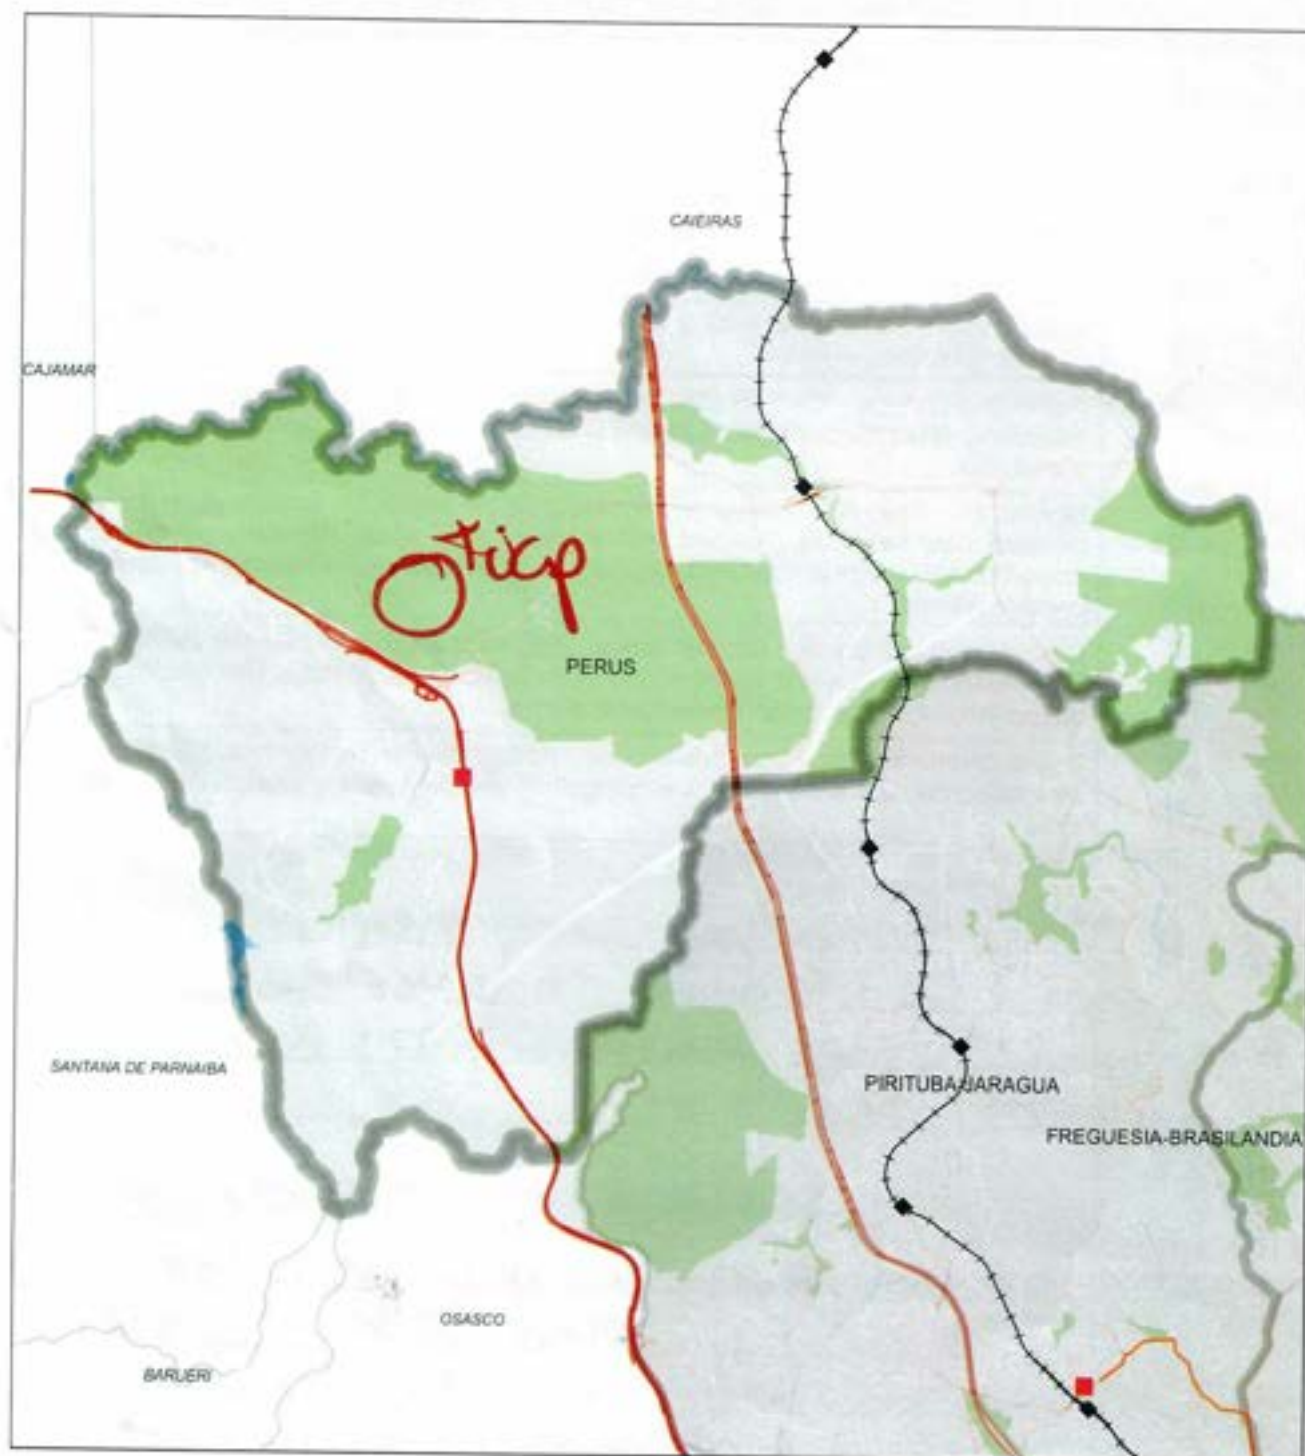 CAIEIRAS
CAJAMAR
PERUS
SANTANA DE PARNAIBA
PIRITUBA-JARAGUA
FREGUESIA-BRASILANDIA
OSASCO
BARUERI